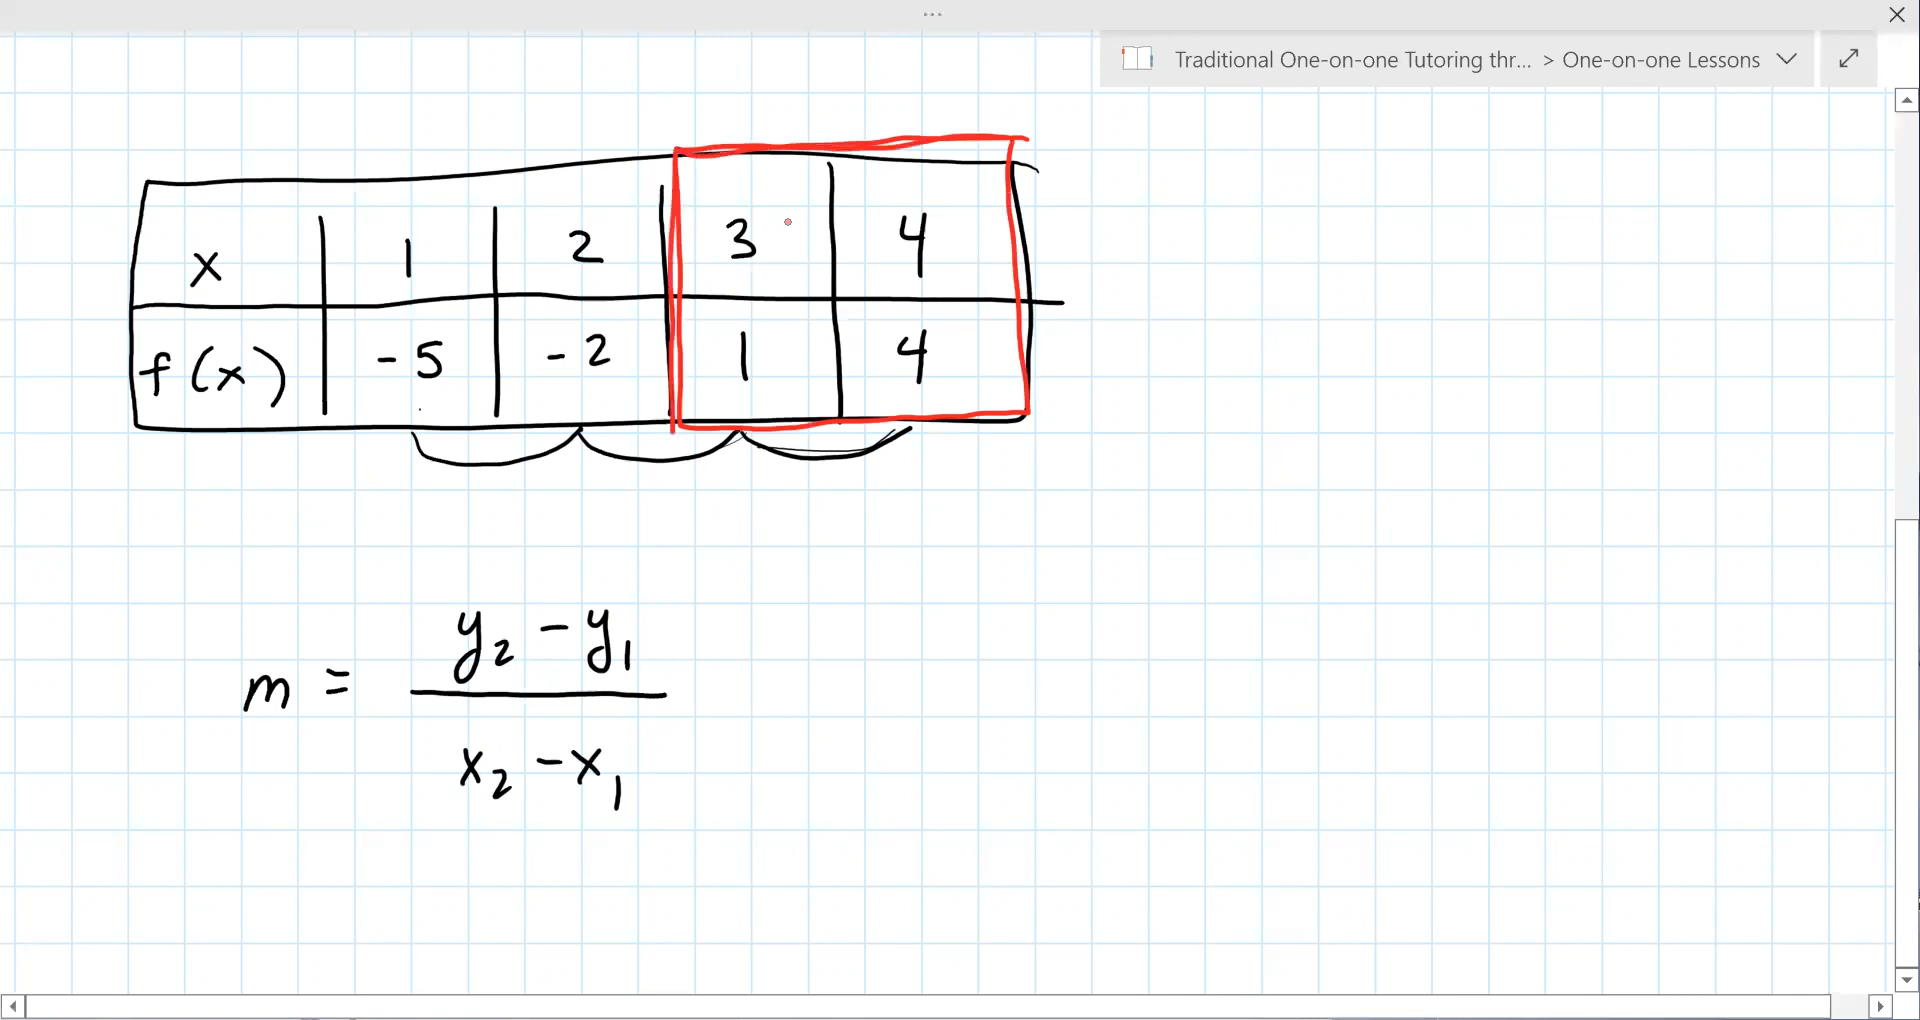 ...
Traditional One-on-one Tutoring thr... > One-on-one Lessons
x 1 2 3 4
f(x) -5 -2 1 4
m = y₂ - y₁
x₂ - x₁